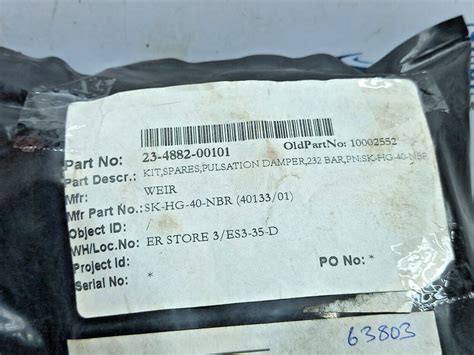 Part No: 23-4882-00101 OldPartNo: 10002552
Part Descr.: KIT,SPARES,PULSATION DAMPER,232 BAR,PN:SK-HG-40-NBR
Mfr: WEIR
Mfr Part No.: SK-HG-40-NBR (40133/01)
Object ID: /
WH/Loc.No: ER STORE 3/ES3-35-D
Project Id: PO No: *
Serial No: *
63803